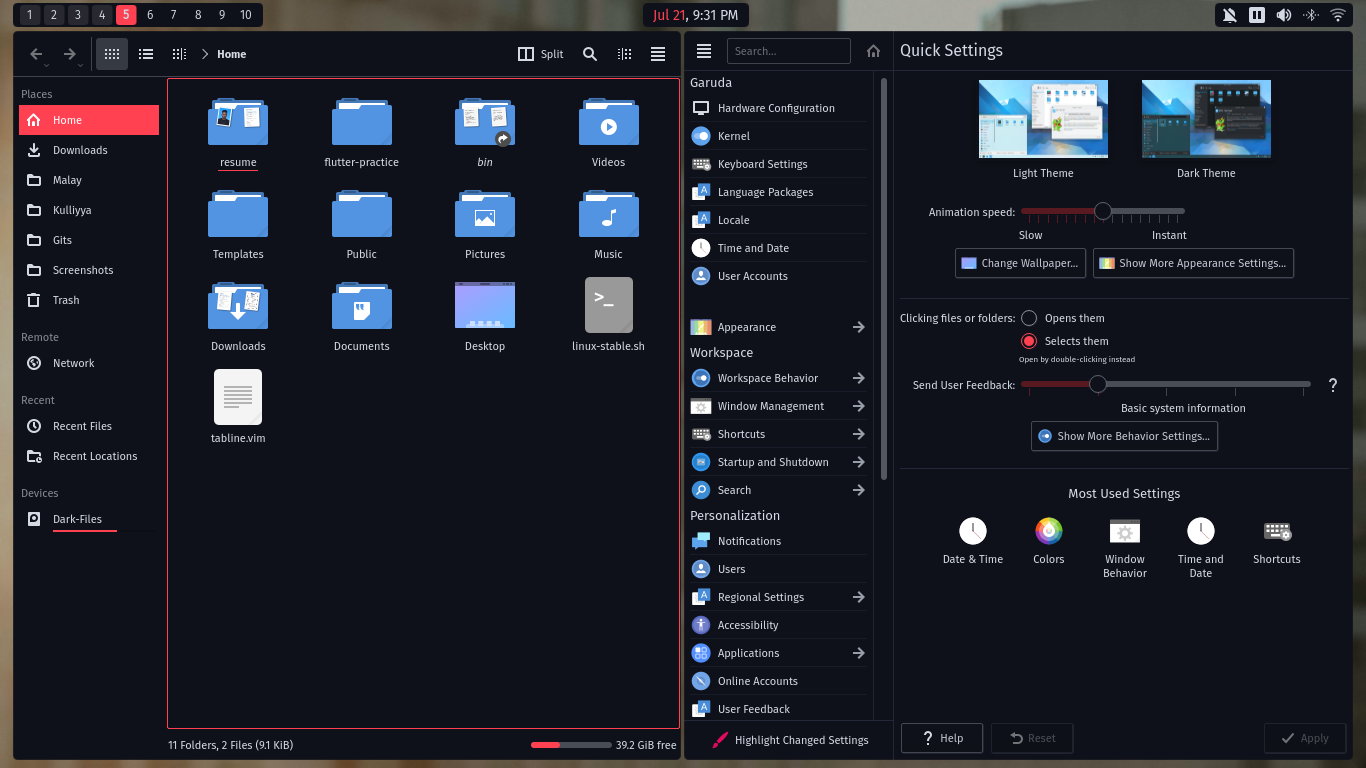 1 2 3 4 5 6 7 8 9 10
Jul 21, 9:31 PM
Home
Split
Places
Home
Downloads
Malay
Kulliyya
Gits
Screenshots
Trash
Remote
Network
Recent
Recent Files
Recent Locations
Devices
Dark-Files
resume
flutter-practice
bin
Videos
Templates
Public
Pictures
Music
Downloads
Documents
Desktop
>_
linux-stable.sh
tabline.vim
11 Folders, 2 Files (9.1 KiB)
39.2 GiB free
Search...
Garuda
Hardware Configuration
Kernel
Keyboard Settings
Language Packages
Locale
Time and Date
User Accounts
Appearance
Workspace
Workspace Behavior
Window Management
Shortcuts
Startup and Shutdown
Search
Personalization
Notifications
Users
Regional Settings
Accessibility
Applications
Online Accounts
User Feedback
Highlight Changed Settings
Quick Settings
Light Theme
Dark Theme
Animation speed:
Slow
Instant
Change Wallpaper...
Show More Appearance Settings...
Clicking files or folders:
Opens them
Selects them
Open by double-clicking instead
Send User Feedback:
?
Basic system information
Show More Behavior Settings...
Most Used Settings
Date & Time
Colors
Window
Behavior
Time and
Date
Shortcuts
? Help
Reset
Apply